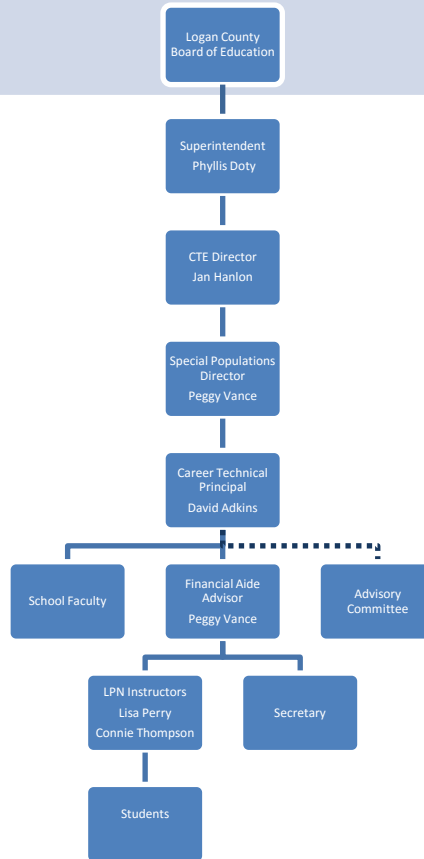 Logan County
Board of Education
Superintendent
Phyllis Doty
CTE Director
Jan Hanlon
Special Populations
Director
Peggy Vance
Career Technical
Principal
David Adkins
School Faculty
Financial Aide
Advisor
Peggy Vance
Advisory
Committee
LPN Instructors
Lisa Perry
Connie Thompson
Secretary
Students